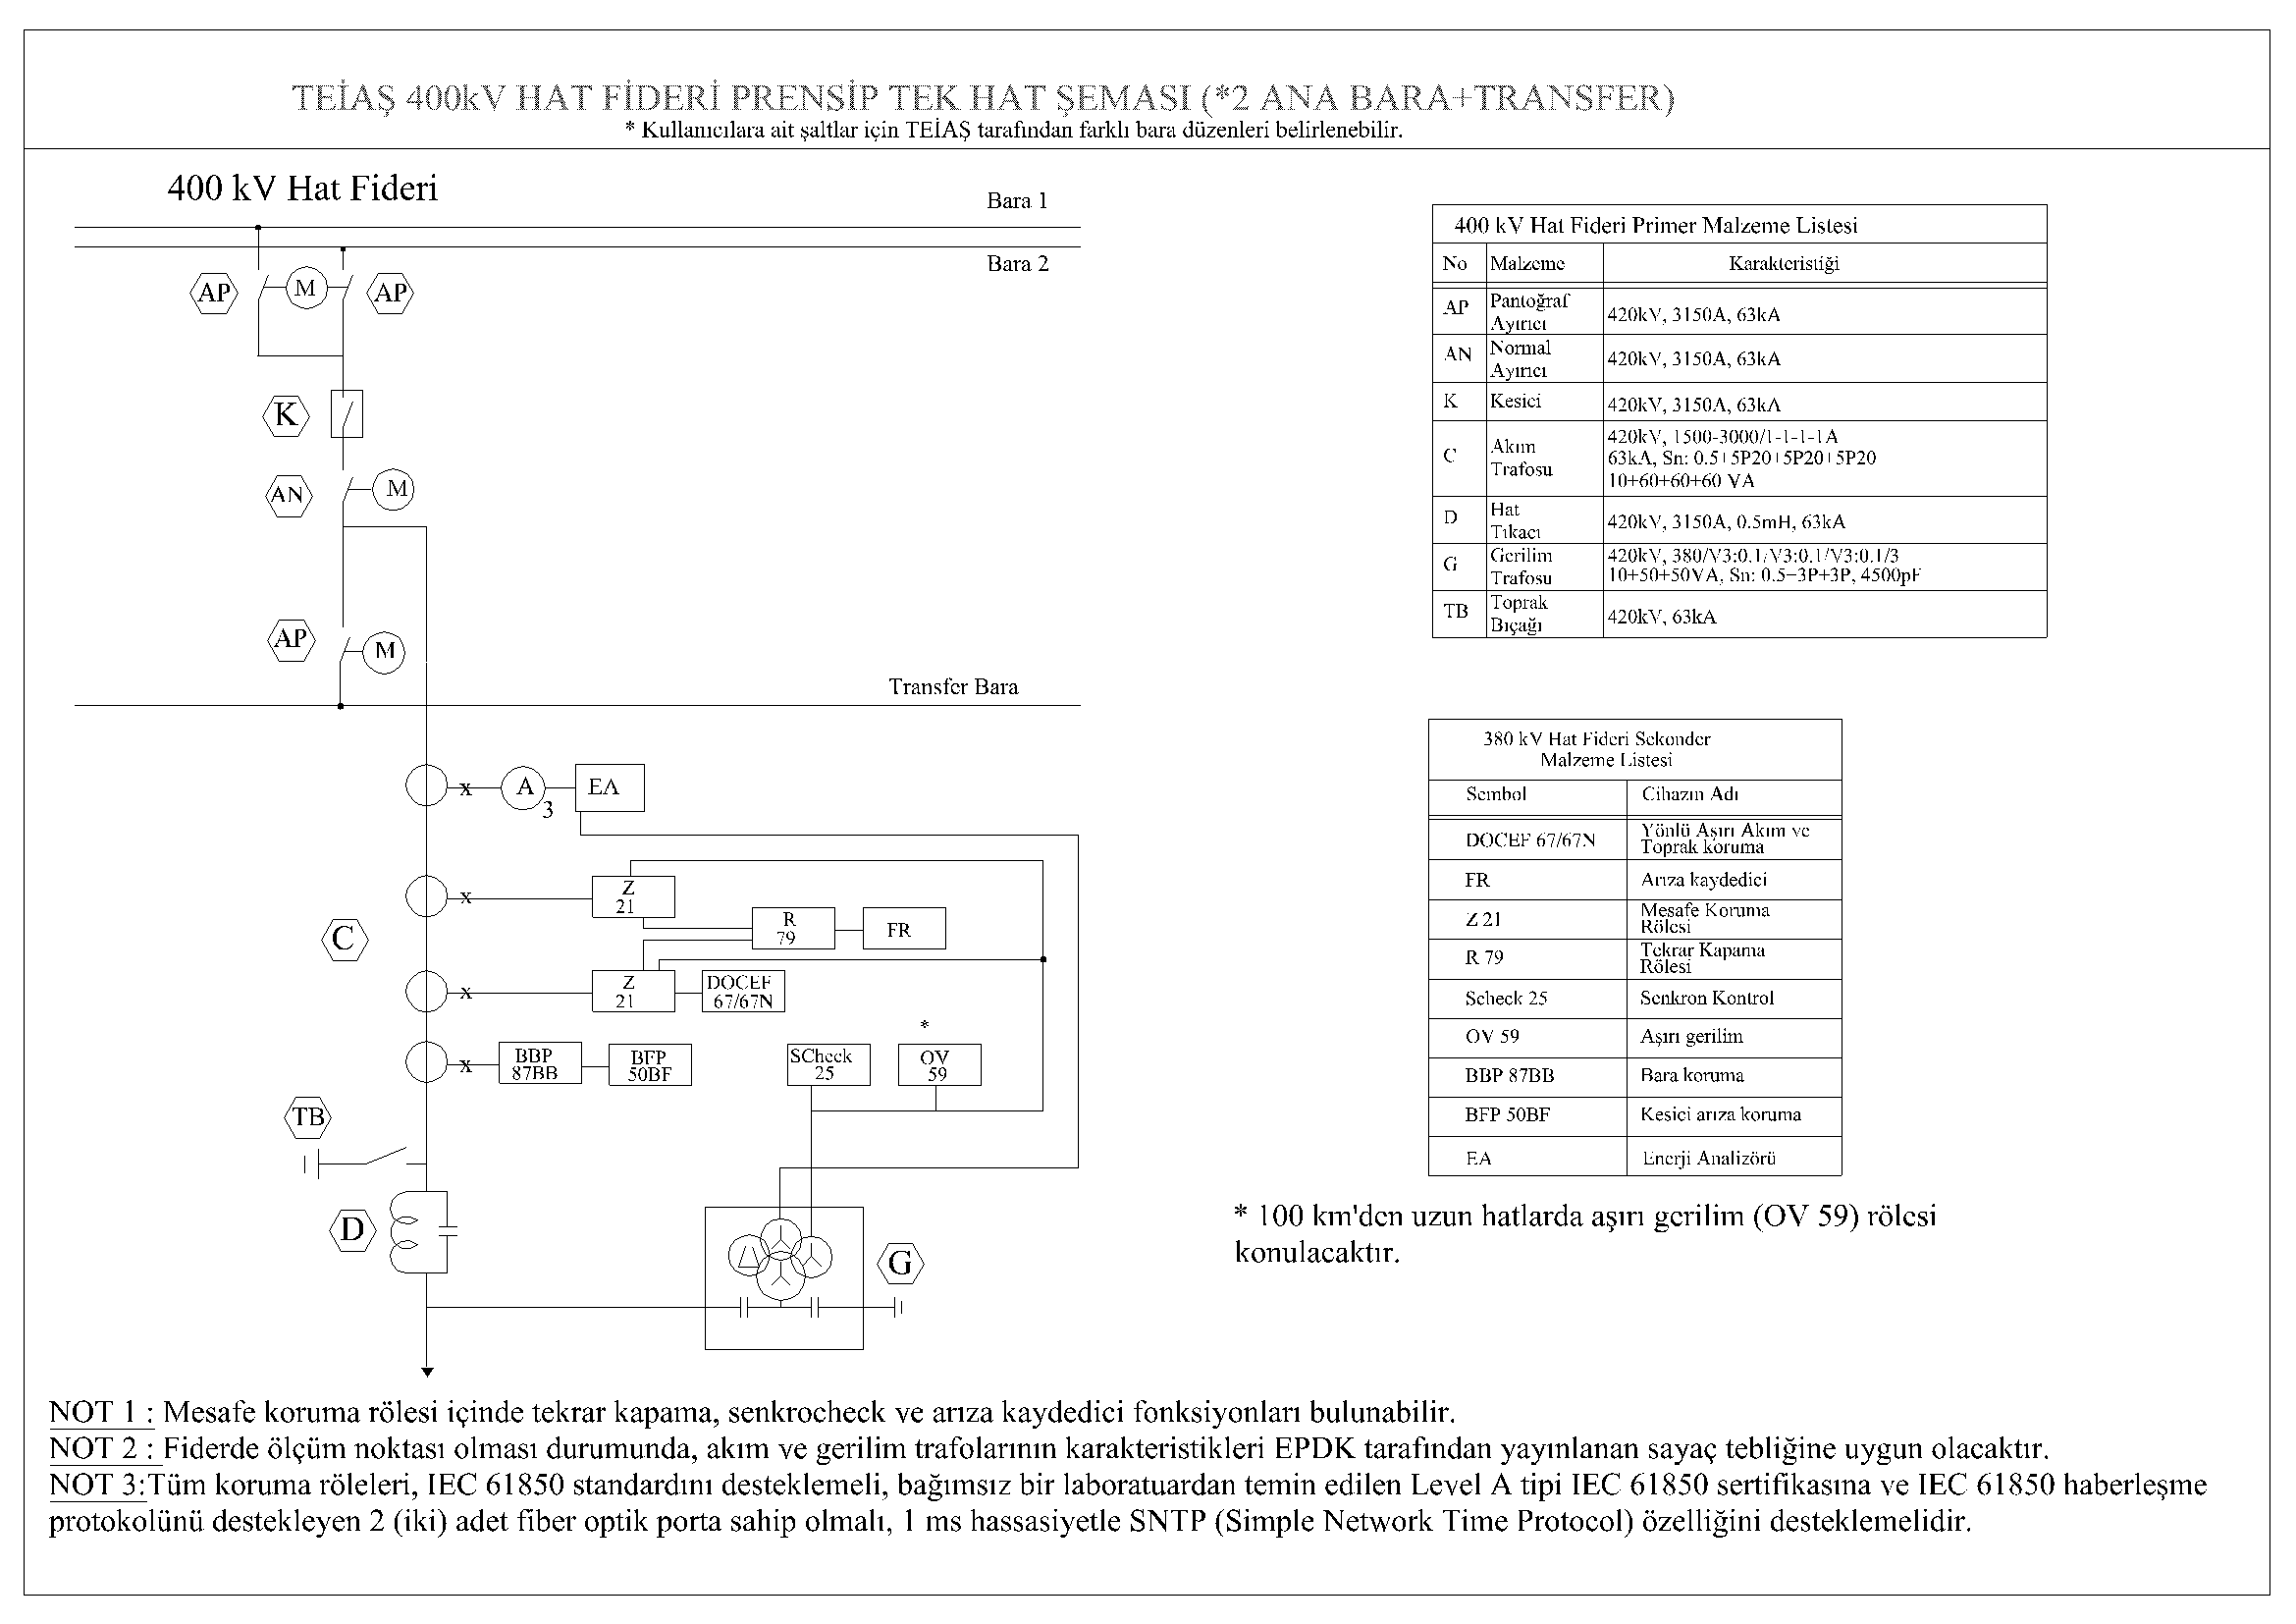 TEİAŞ 400kV HAT FİDERİ PRENSİP TEK HAT ŞEMASI (*2 ANA BARA+TRANSFER)
* Kullanıcılara ait şaltlar için TEİAŞ tarafından farklı bara düzenleri belirlenebilir.
400 kV Hat Fideri
Bara 1
Bara 2
AP
M
AP
K
AN
M
AP
M
Transfer Bara
x
A
3
EA
x
Z
21
R
79
FR
C
x
Z
21
DOCEF
67/67N
*
x
BBP
87BB
BFP
50BF
SCheck
25
OV
59
TB
D
G
400 kV Hat Fideri Primer Malzeme Listesi
No Malzeme Karakteristiği
AP Pantoğraf Ayırıcı 420kV, 3150A, 63kA
AN Normal Ayırıcı 420kV, 3150A, 63kA
K Kesici 420kV, 3150A, 63kA
C Akım Trafosu 420kV, 1500-3000/1-1-1-1A
63kA, Sn: 0.5+5P20+5P20+5P20
10+60+60+60 VA
D Hat Tıkacı 420kV, 3150A, 0.5mH, 63kA
G Gerilim Trafosu 420kV, 380/V3:0.1/V3:0.1/V3:0.1/3
10+50+50VA, Sn: 0.5-3P+3P, 4500pF
TB Toprak Bıçağı 420kV, 63kA
380 kV Hat Fideri Sekonder
Malzeme Listesi
Sembol Cihazın Adı
DOCEF 67/67N Yönlü Aşırı Akım ve Toprak koruma
FR Arıza kaydedici
Z 21 Mesafe Koruma Rölesi
R 79 Tekrar Kapama Rölesi
Scheck 25 Senkron Kontrol
OV 59 Aşırı gerilim
BBP 87BB Bara koruma
BFP 50BF Kesici arıza koruma
EA Enerji Analizörü
* 100 km'den uzun hatlarda aşırı gerilim (OV 59) rölesi
konulacaktır.
NOT 1 : Mesafe koruma rölesi içinde tekrar kapama, senkrocheck ve arıza kaydedici fonksiyonları bulunabilir.
NOT 2 : Fiderde ölçüm noktası olması durumunda, akım ve gerilim trafolarının karakteristikleri EPDK tarafından yayınlanan sayaç tebliğine uygun olacaktır.
NOT 3:Tüm koruma röleleri, IEC 61850 standardını desteklemeli, bağımsız bir laboratuardan temin edilen Level A tipi IEC 61850 sertifikasına ve IEC 61850 haberleşme
protokolünü destekleyen 2 (iki) adet fiber optik porta sahip olmalı, 1 ms hassasiyetle SNTP (Simple Network Time Protocol) özelliğini desteklemelidir.